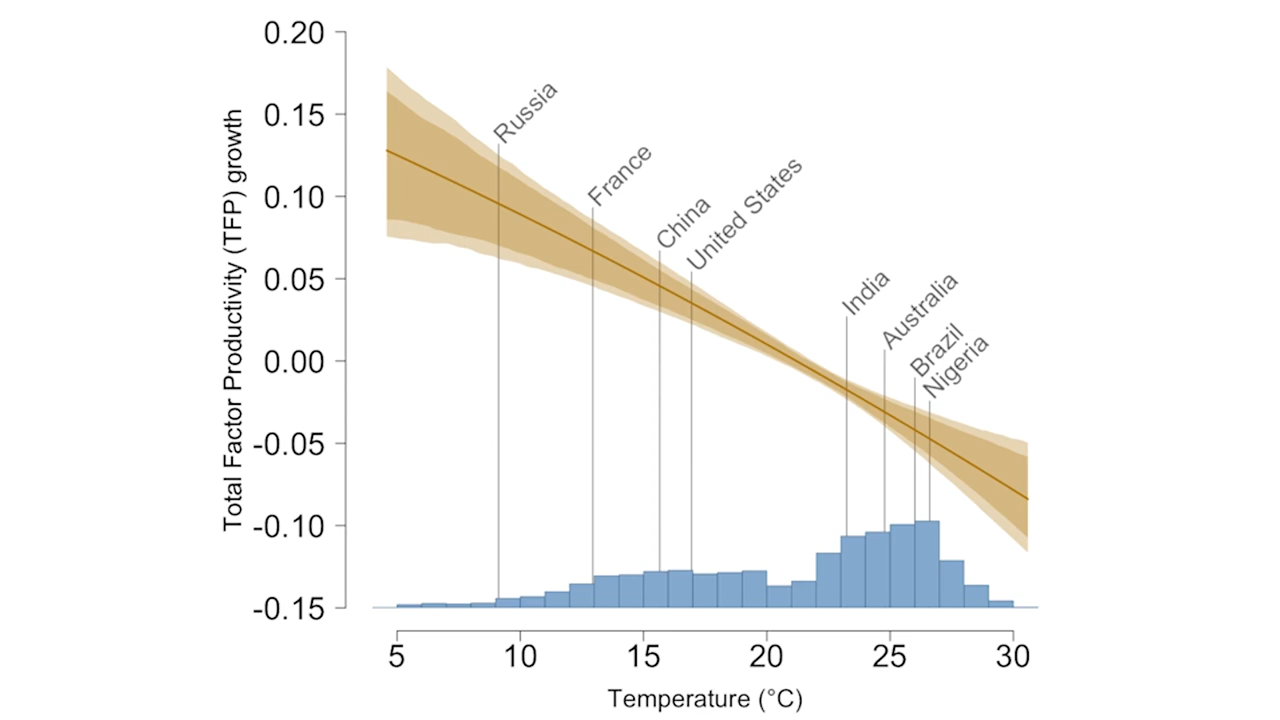 0.20
0.15
0.10
0.05
0.00
-0.05
-0.10
-0.15
Total Factor Productivity (TFP) growth
Russia
France
China
United States
India
Australia
Brazil
Nigeria
5 10 15 20 25 30
Temperature (°C)